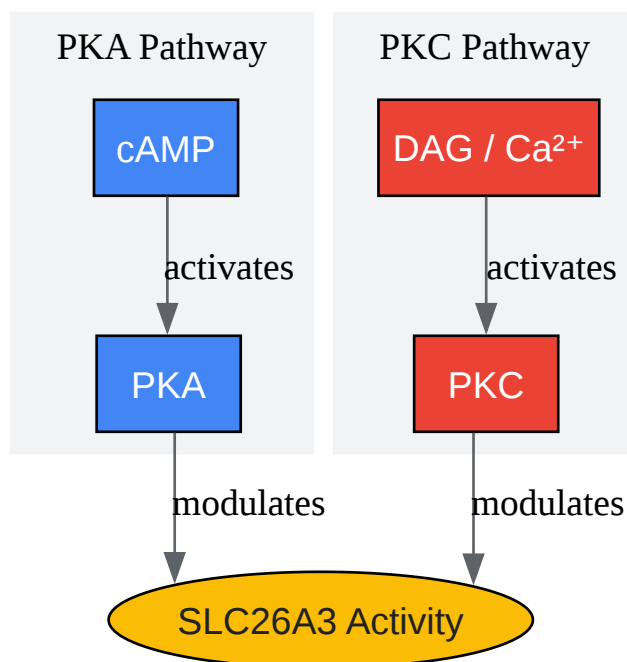 PKA Pathway
PKC Pathway
cAMP
DAG / Ca²⁺
activates
activates
PKA
PKC
modulates
modulates
SLC26A3 Activity